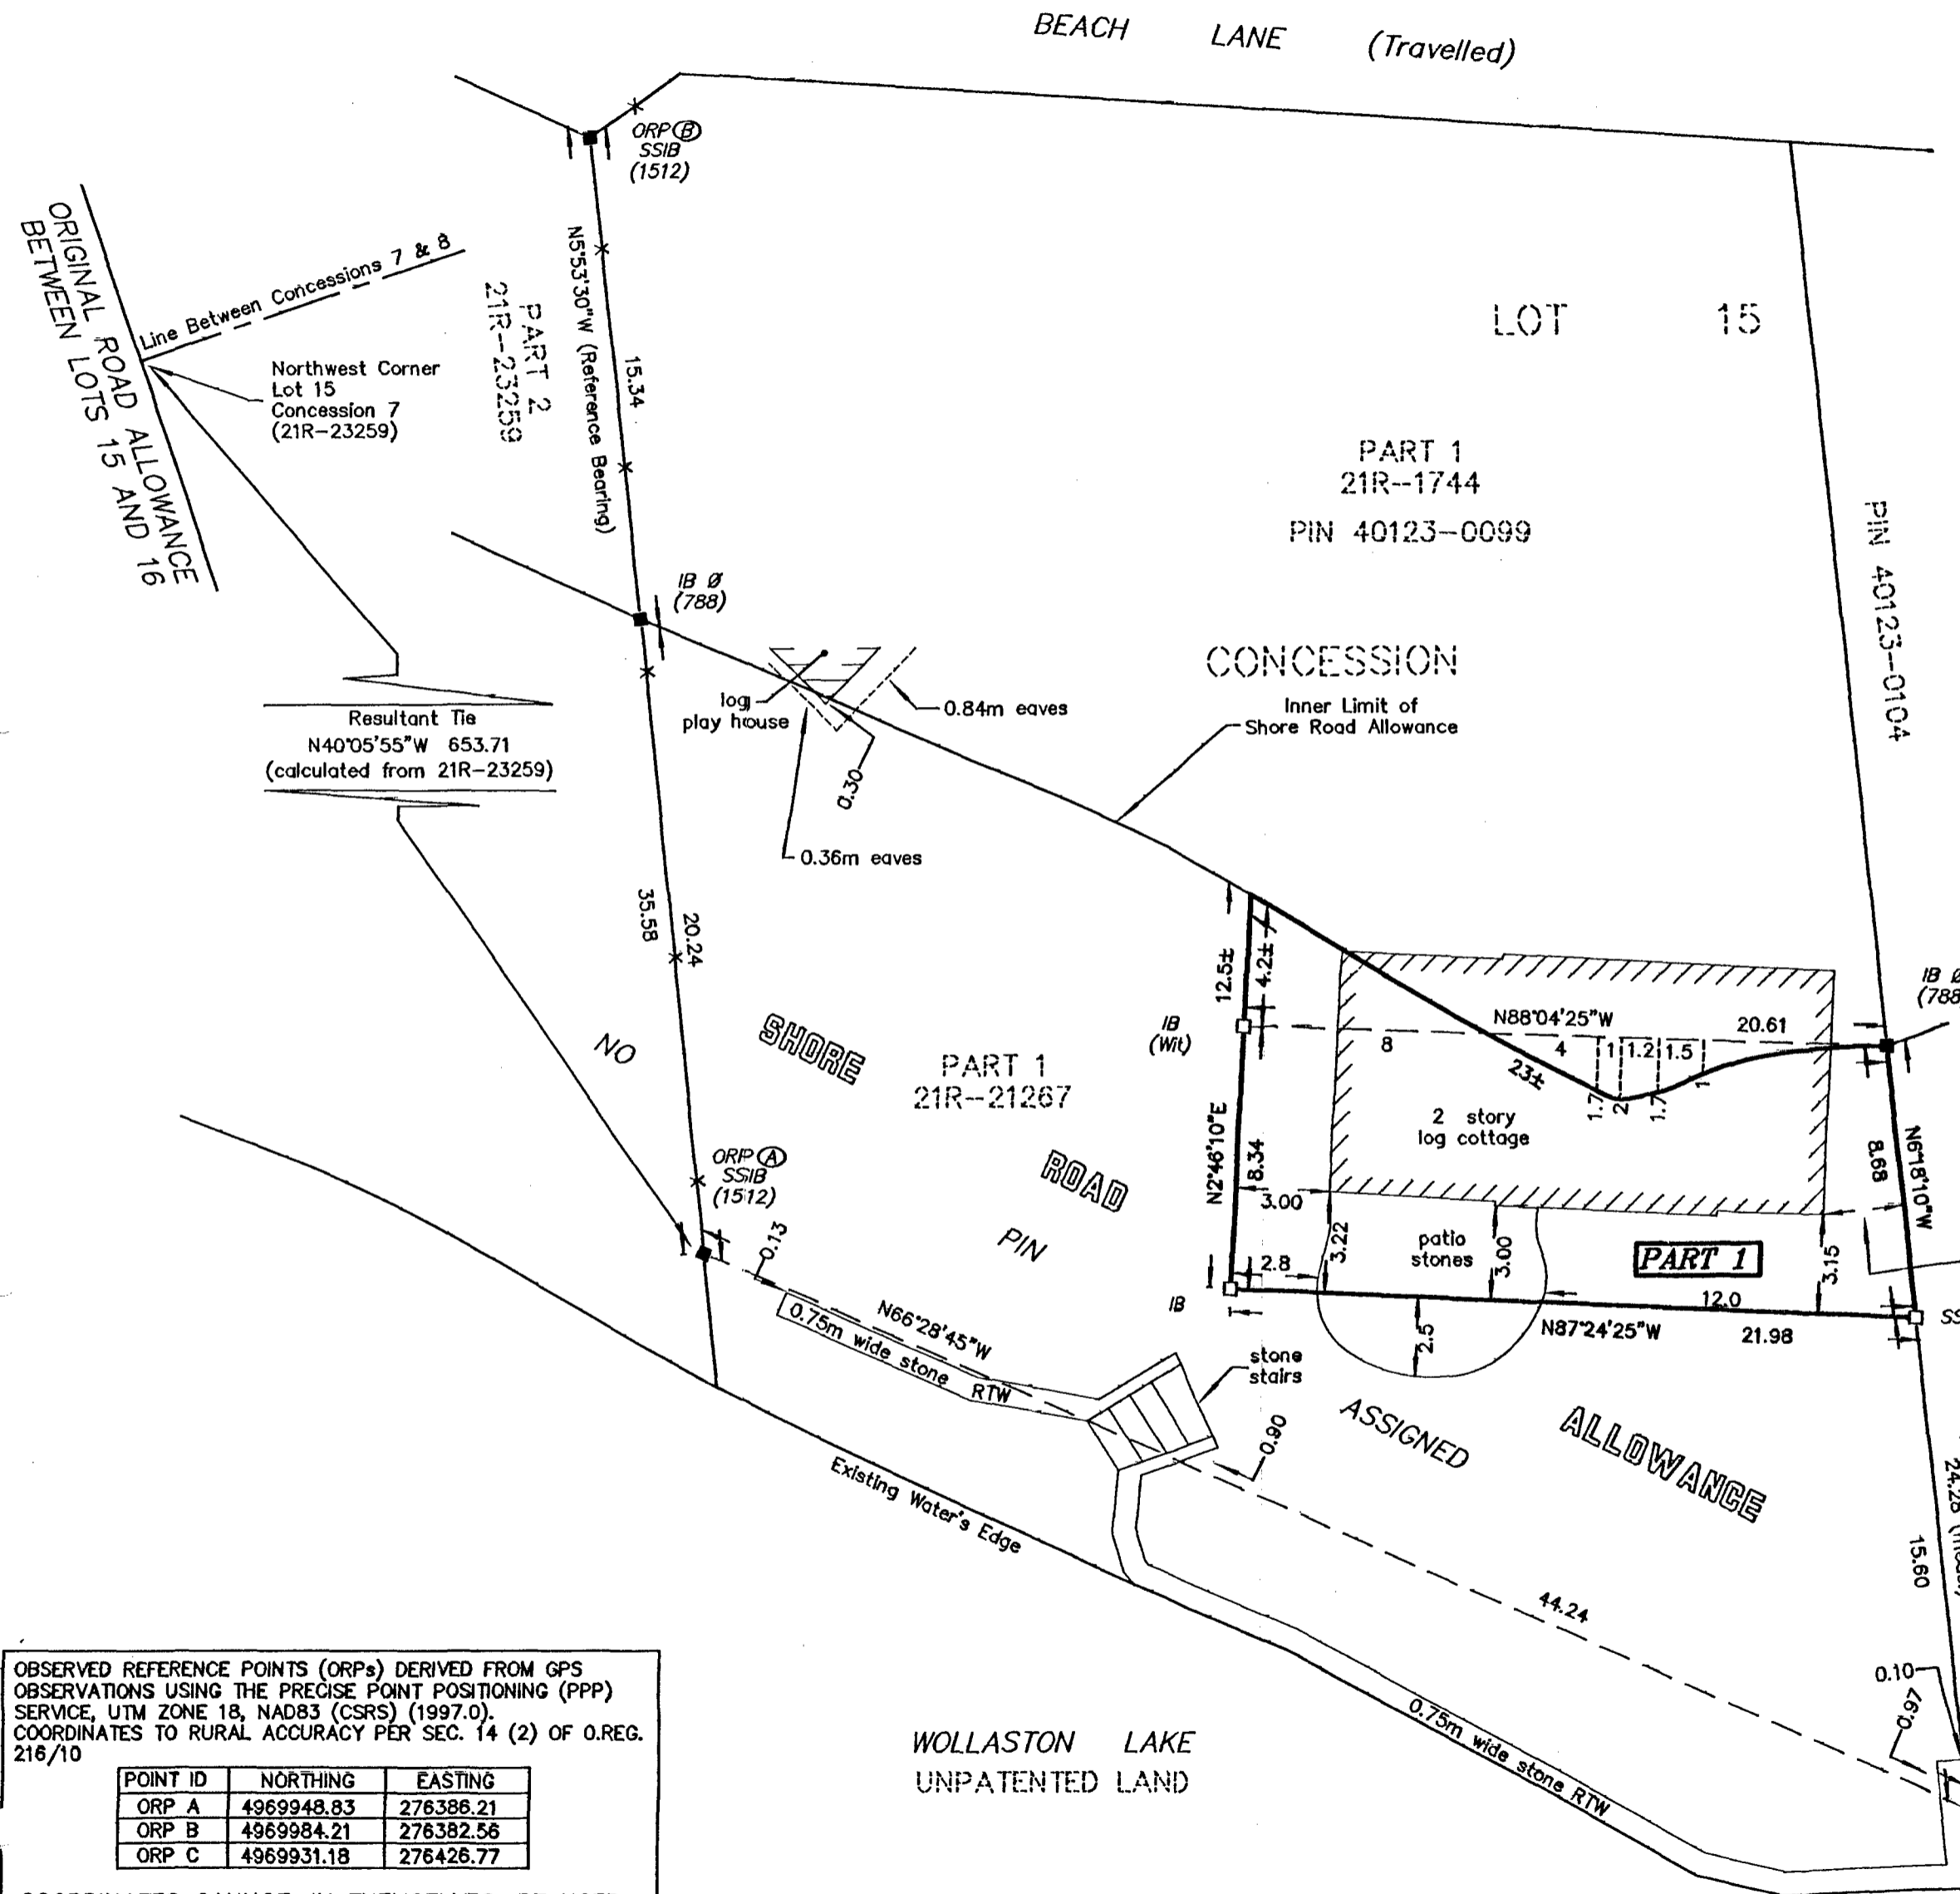 BEACH LANE (Travelled)
ORP Ⓑ
SSIB
(1512)
ORIGINAL ROAD ALLOWANCE
BETWEEN LOTS 15 AND 16
Line Between Concessions 7 & 8
Northwest Corner
Lot 15
Concession 7
(21R-23259)
PART 2
21R-23259
N5°53'30"W (Reference Bearing)
15.34
LOT 15
PART 1
21R--1744
PIN 40123-0099
PIN 40123-0104
IB Ø
(788)
CONCESSION
Inner Limit of
Shore Road Allowance
log
play house
0.84m eaves
0.30
0.36m eaves
Resultant Tie
N40°05'55"W 653.71
(calculated from 21R-23259)
35.58
20.24
NO
SHORE
PART 1
21R-21267
ROAD
PIN
12.5±
4.2±
IB
(Wit)
N88°04'25"W
20.61
8
4
1
1.2
1.5
23±
1.7
2
1.7
1
IB Ø
(788
2 story
log cottage
N2°46'10"E
8.34
3.00
8.68
N6°18'10"W
3.22
patio
stones
3.00
PART 1
3.15
2.8
IB
12.0
N87°24'25"W
21.98
SS
2.5
ORP Ⓐ
SSIB
(1512)
0.13
N66°28'45"W
0.75m wide stone RTW
stone
stairs
0.90
ASSIGNED
ALLOWANCE
Existing Water's Edge
44.24
15.60
24.28
0.10
0.97
0.75m wide stone RTW
WOLLASTON LAKE
UNPATENTED LAND
OBSERVED REFERENCE POINTS (ORPs) DERIVED FROM GPS
OBSERVATIONS USING THE PRECISE POINT POSITIONING (PPP)
SERVICE, UTM ZONE 18, NAD83 (CSRS) (1997.0).
COORDINATES TO RURAL ACCURACY PER SEC. 14 (2) OF O.REG.
216/10
POINT ID NORTHING EASTING
ORP A 4969948.83 276386.21
ORP B 4969984.21 276382.56
ORP C 4969931.18 276426.77